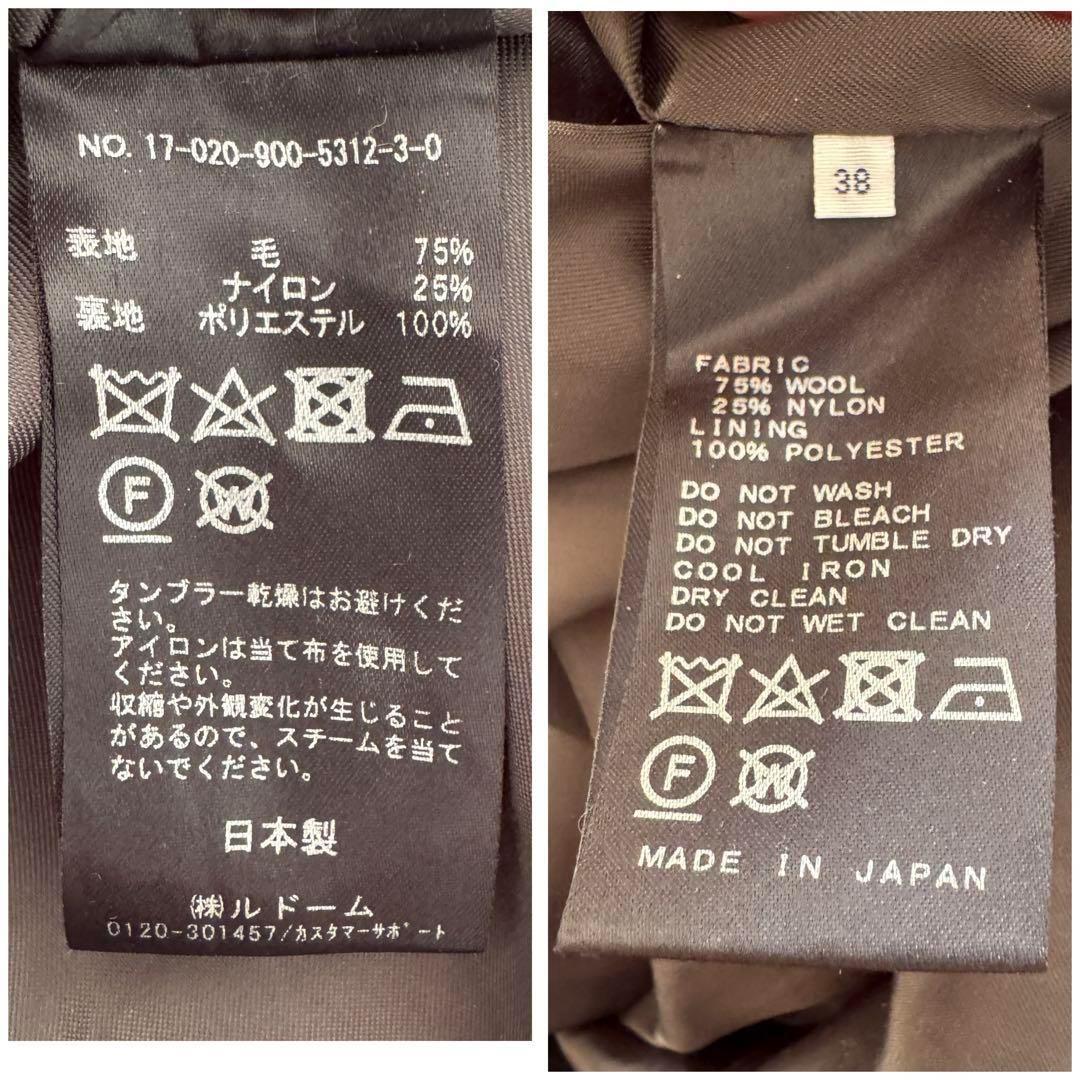 NO. 17-020-900-5312-3-0
表地 毛 75%
ナイロン 25%
裏地 ポリエステル 100%
F W
タンブラー乾燥はお避けくだ
さい。
アイロンは当て布を使用して
ください。
収縮や外観変化が生じること
があるので、スチームを当て
ないでください。
日本製
(株)ルドーム
0120-301457/カスタマーサポート
38
FABRIC
75% WOOL
25% NYLON
LINING
100% POLYESTER
DO NOT WASH
DO NOT BLEACH
DO NOT TUMBLE DRY
COOL IRON
DRY CLEAN
DO NOT WET CLEAN
F W
MADE IN JAPAN